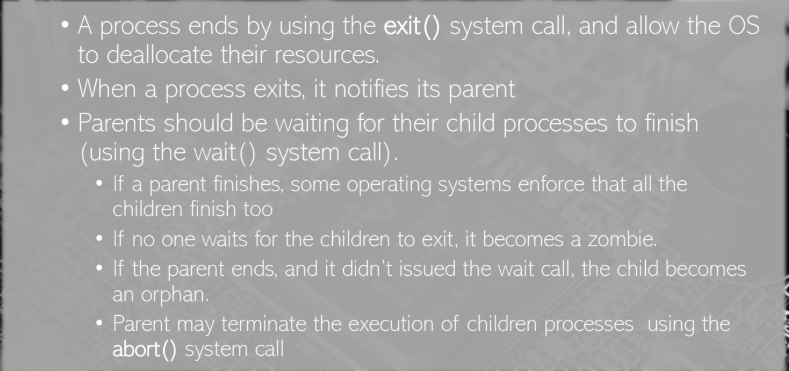 • A process ends by using the exit() system call, and allow the OS
to deallocate their resources.
• When a process exits, it notifies its parent
• Parents should be waiting for their child processes to finish
(using the wait() system call).
• If a parent finishes, some operating systems enforce that all the
children finish too
• If no one waits for the children to exit, it becomes a zombie.
• If the parent ends, and it didn't issued the wait call, the child becomes
an orphan.
• Parent may terminate the execution of children processes using the
abort() system call